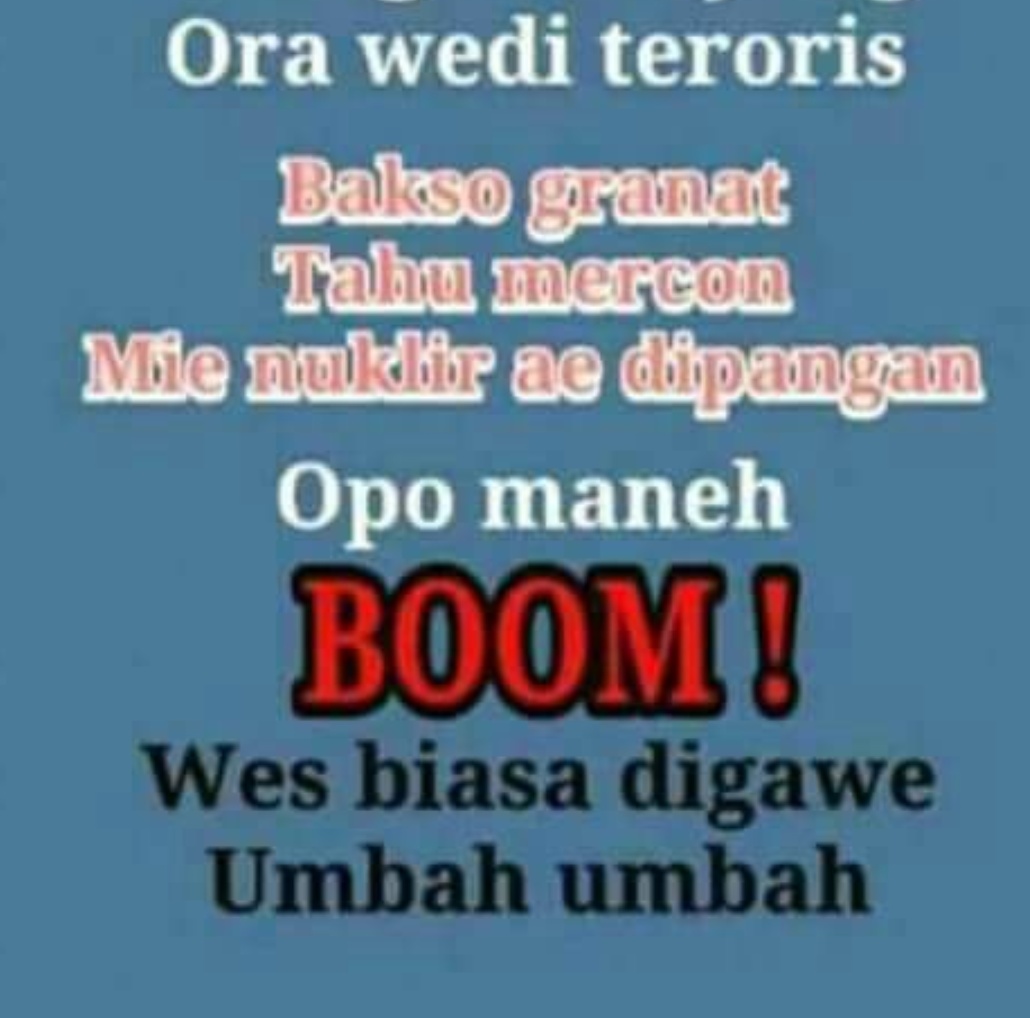 Ora wedi teroris
Bakso granat
Tahu mercon
Mie nuklir ae dipangan
Opo maneh
BOOM !
Wes biasa digawe
Umbah umbah